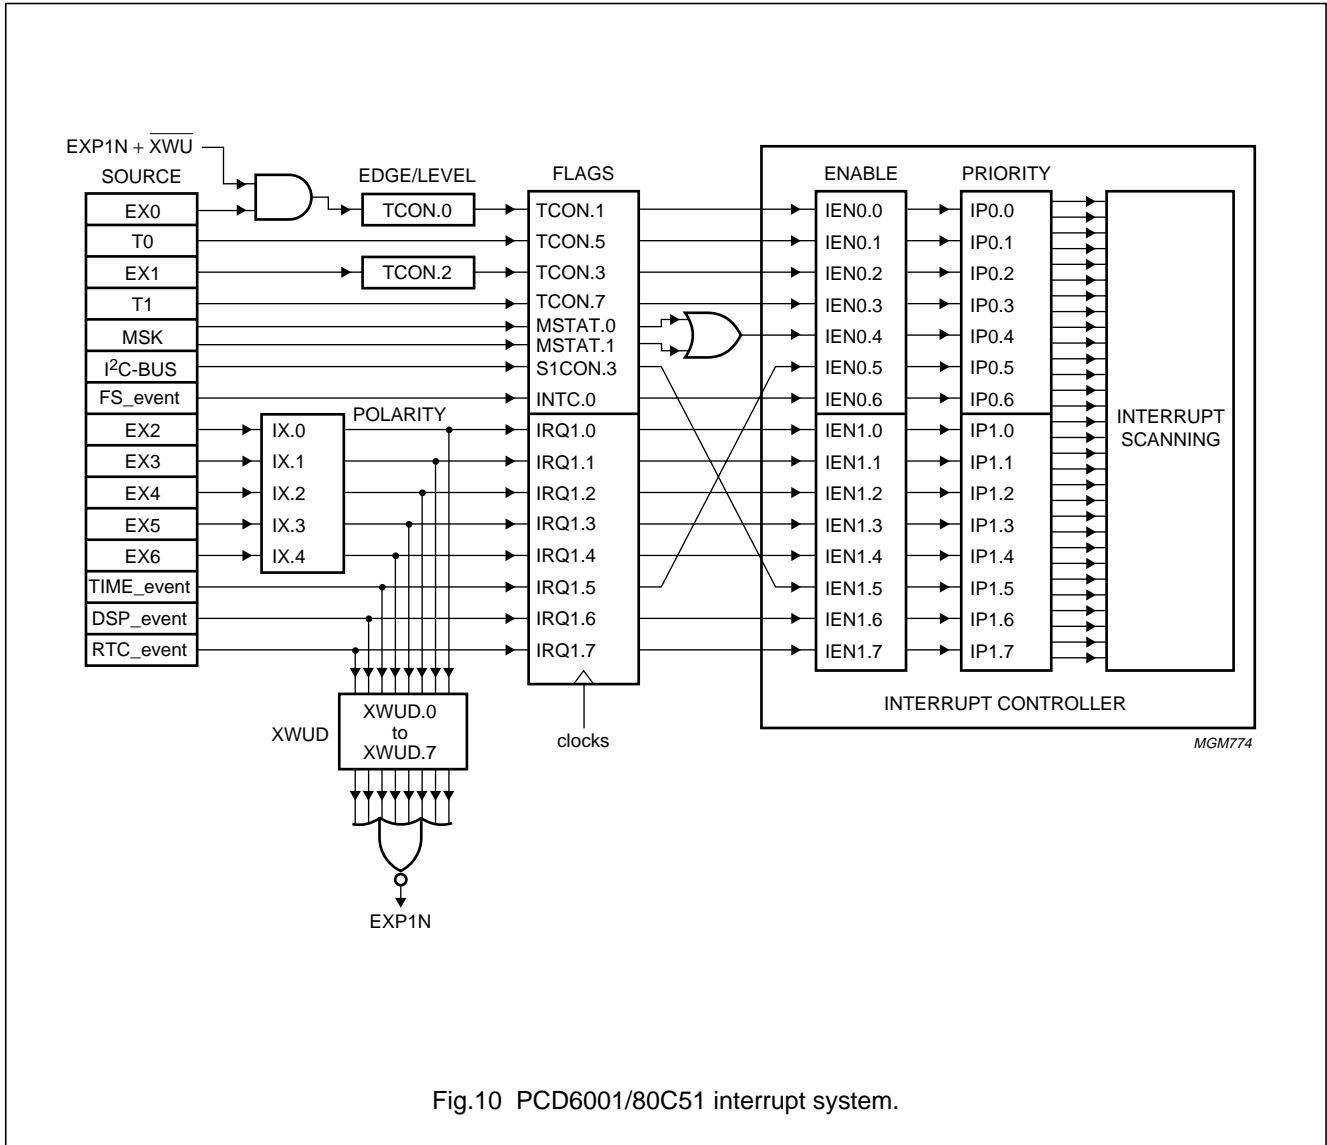 EXP1N + XWU
SOURCE
EX0
T0
EX1
T1
MSK
I2C-BUS
FS_event
EX2
EX3
EX4
EX5
EX6
TIME_event
DSP_event
RTC_event
EDGE/LEVEL
TCON.0
TCON.2
POLARITY
IX.0
IX.1
IX.2
IX.3
IX.4
XWUD
XWUD.0
to
XWUD.7
EXP1N
FLAGS
TCON.1
TCON.5
TCON.3
TCON.7
MSTAT.0
MSTAT.1
S1CON.3
INTC.0
IRQ1.0
IRQ1.1
IRQ1.2
IRQ1.3
IRQ1.4
IRQ1.5
IRQ1.6
IRQ1.7
clocks
ENABLE
IEN0.0
IEN0.1
IEN0.2
IEN0.3
IEN0.4
IEN0.5
IEN0.6
IEN1.0
IEN1.1
IEN1.2
IEN1.3
IEN1.4
IEN1.5
IEN1.6
IEN1.7
PRIORITY
IP0.0
IP0.1
IP0.2
IP0.3
IP0.4
IP0.5
IP0.6
IP1.0
IP1.1
IP1.2
IP1.3
IP1.4
IP1.5
IP1.6
IP1.7
INTERRUPT
SCANNING
INTERRUPT CONTROLLER
MGM774
Fig.10 PCD6001/80C51 interrupt system.